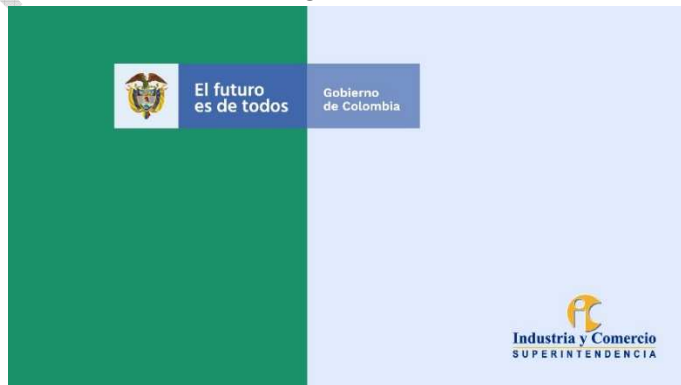 El futuro
es de todos
Gobierno
de Colombia
Industria y Comercio
SUPERINTENDENCIA